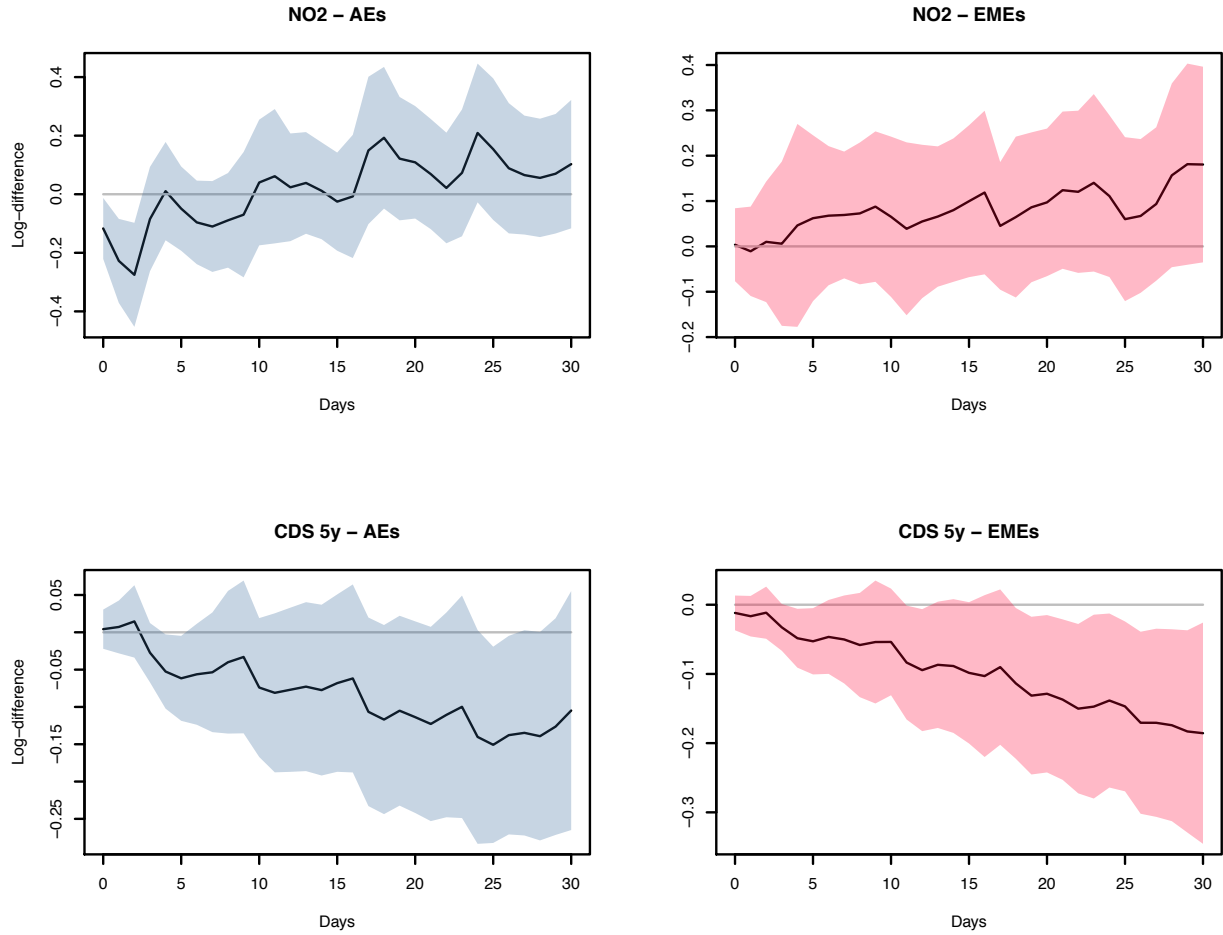 NO2 – AEs
Log−difference
0.4
0.2
0.0
−0.2
−0.4
0 5 10 15 20 25 30
Days
NO2 – EMEs
0.4
0.3
0.2
0.1
0.0
−0.1
−0.2
0 5 10 15 20 25 30
Days
CDS 5y – AEs
Log−difference
0.05
−0.05
−0.15
−0.25
0 5 10 15 20 25 30
Days
CDS 5y – EMEs
0.0
−0.1
−0.2
−0.3
0 5 10 15 20 25 30
Days